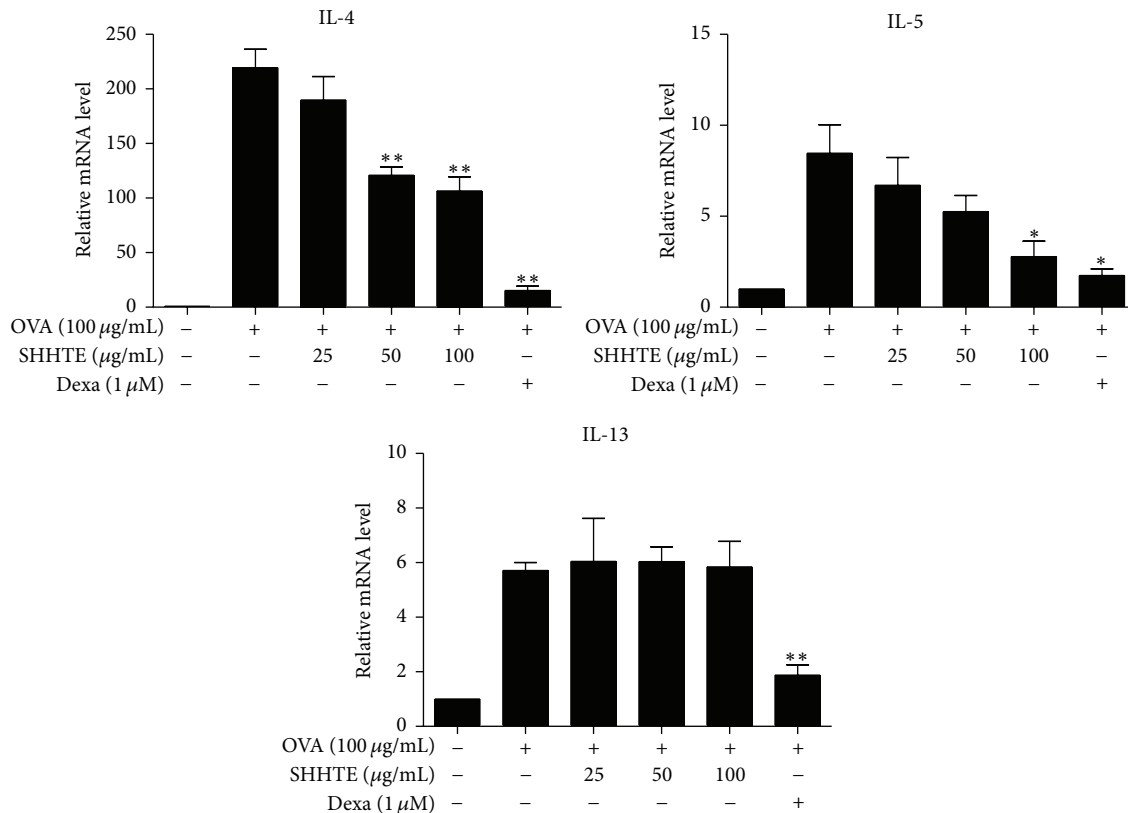 IL-4
Relative mRNA level
250
200
150
100
50
0
**
**
**
OVA (100 μg/mL) − + + + + +
SHHTE (μg/mL) − − 25 50 100 −
Dexa (1 μM) − − − − − +
IL-5
Relative mRNA level
15
10
5
0
*
*
OVA (100 μg/mL) − + + + + +
SHHTE (μg/mL) − − 25 50 100 −
Dexa (1 μM) − − − − − +
IL-13
Relative mRNA level
10
8
6
4
2
0
**
OVA (100 μg/mL) − + + + + +
SHHTE (μg/mL) − − 25 50 100 −
Dexa (1 μM) − − − − − +